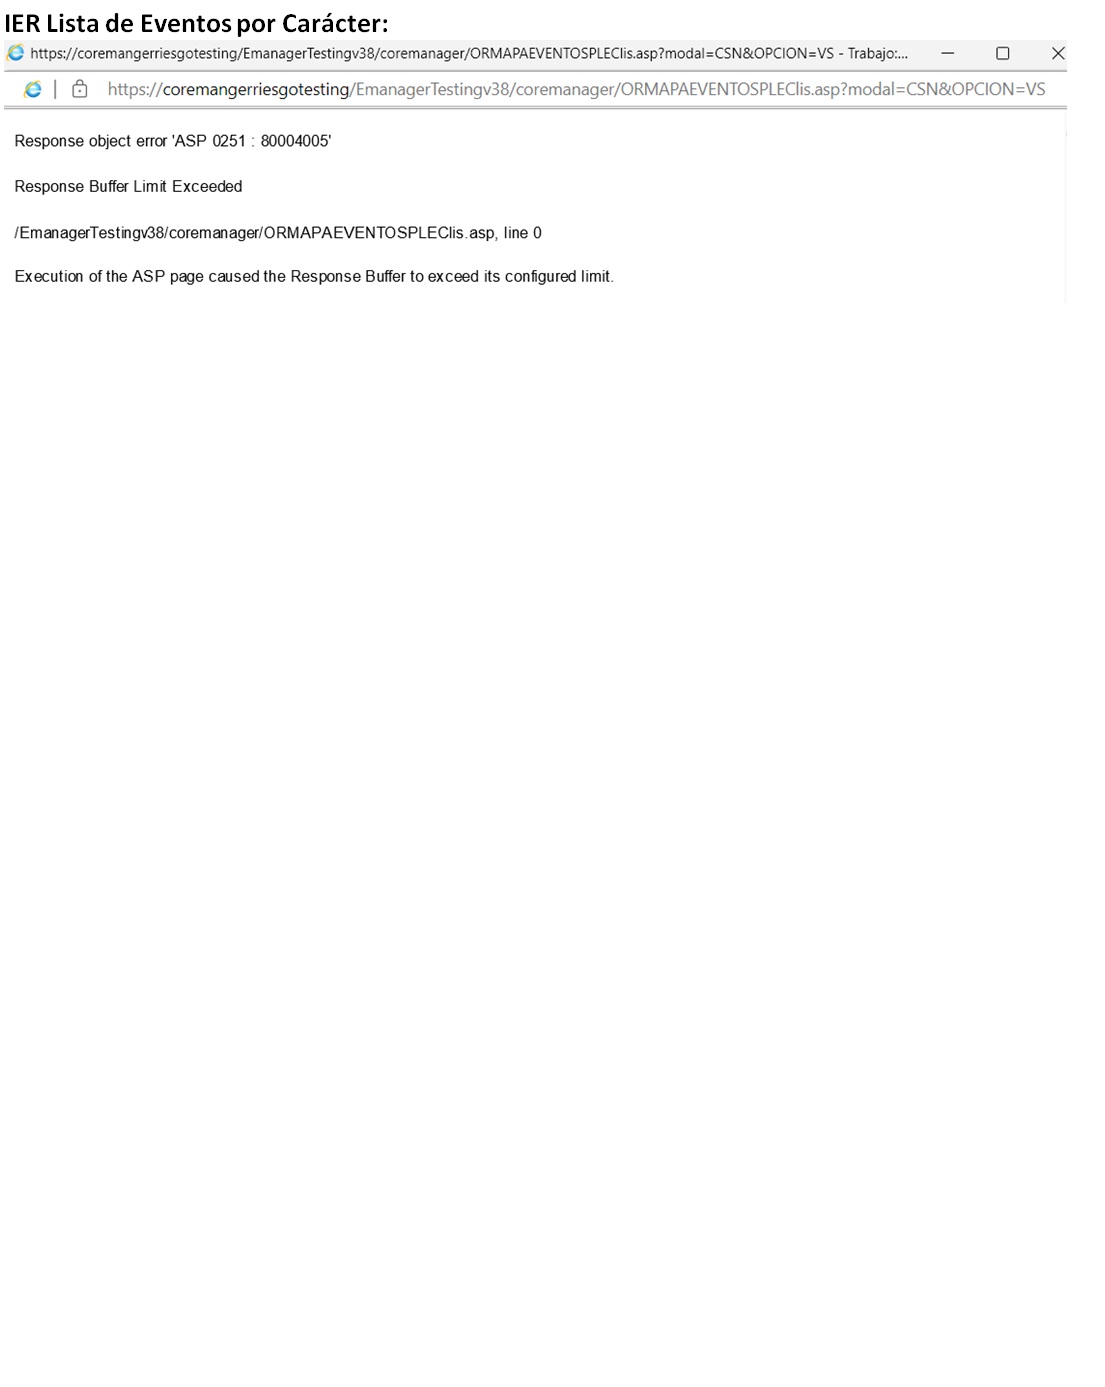 IER Lista de Eventos por Carácter:
https://coremangerriesgotesting/EmanagerTestingv38/coremanager/ORMAPAEVENTOSPLEClis.asp?modal=CSN&OPCION=VS - Trabajo:...
https://coremangerriesgotesting/EmanagerTestingv38/coremanager/ORMAPAEVENTOSPLEClis.asp?modal=CSN&OPCION=VS
Response object error 'ASP 0251 : 80004005'
Response Buffer Limit Exceeded
/EmanagerTestingv38/coremanager/ORMAPAEVENTOSPLEClis.asp, line 0
Execution of the ASP page caused the Response Buffer to exceed its configured limit.